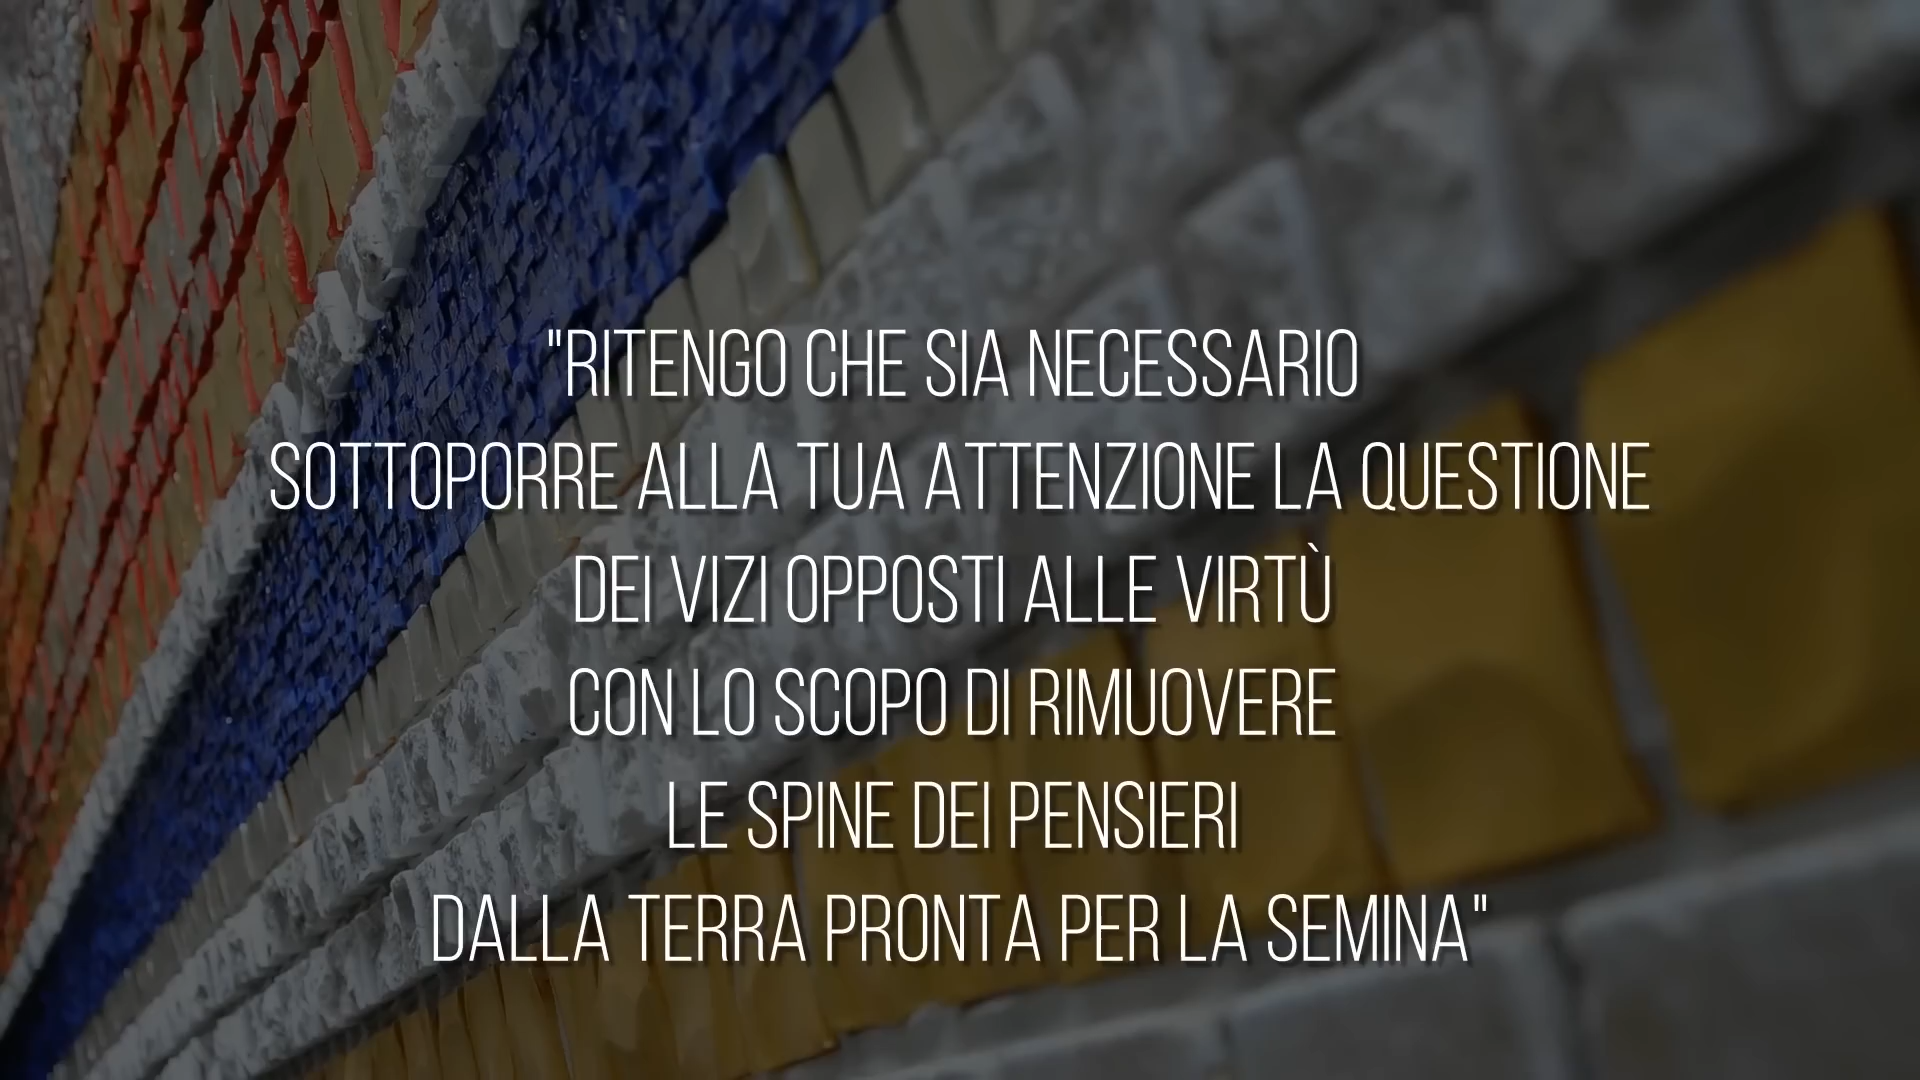 "RITENGO CHE SIA NECESSARIO
SOTTOPORRE ALLA TUA ATTENZIONE LA QUESTIONE
DEI VIZI OPPOSTI ALLE VIRTÙ
CON LO SCOPO DI RIMUOVERE
LE SPINE DEI PENSIERI
DALLA TERRA PRONTA PER LA SEMINA"